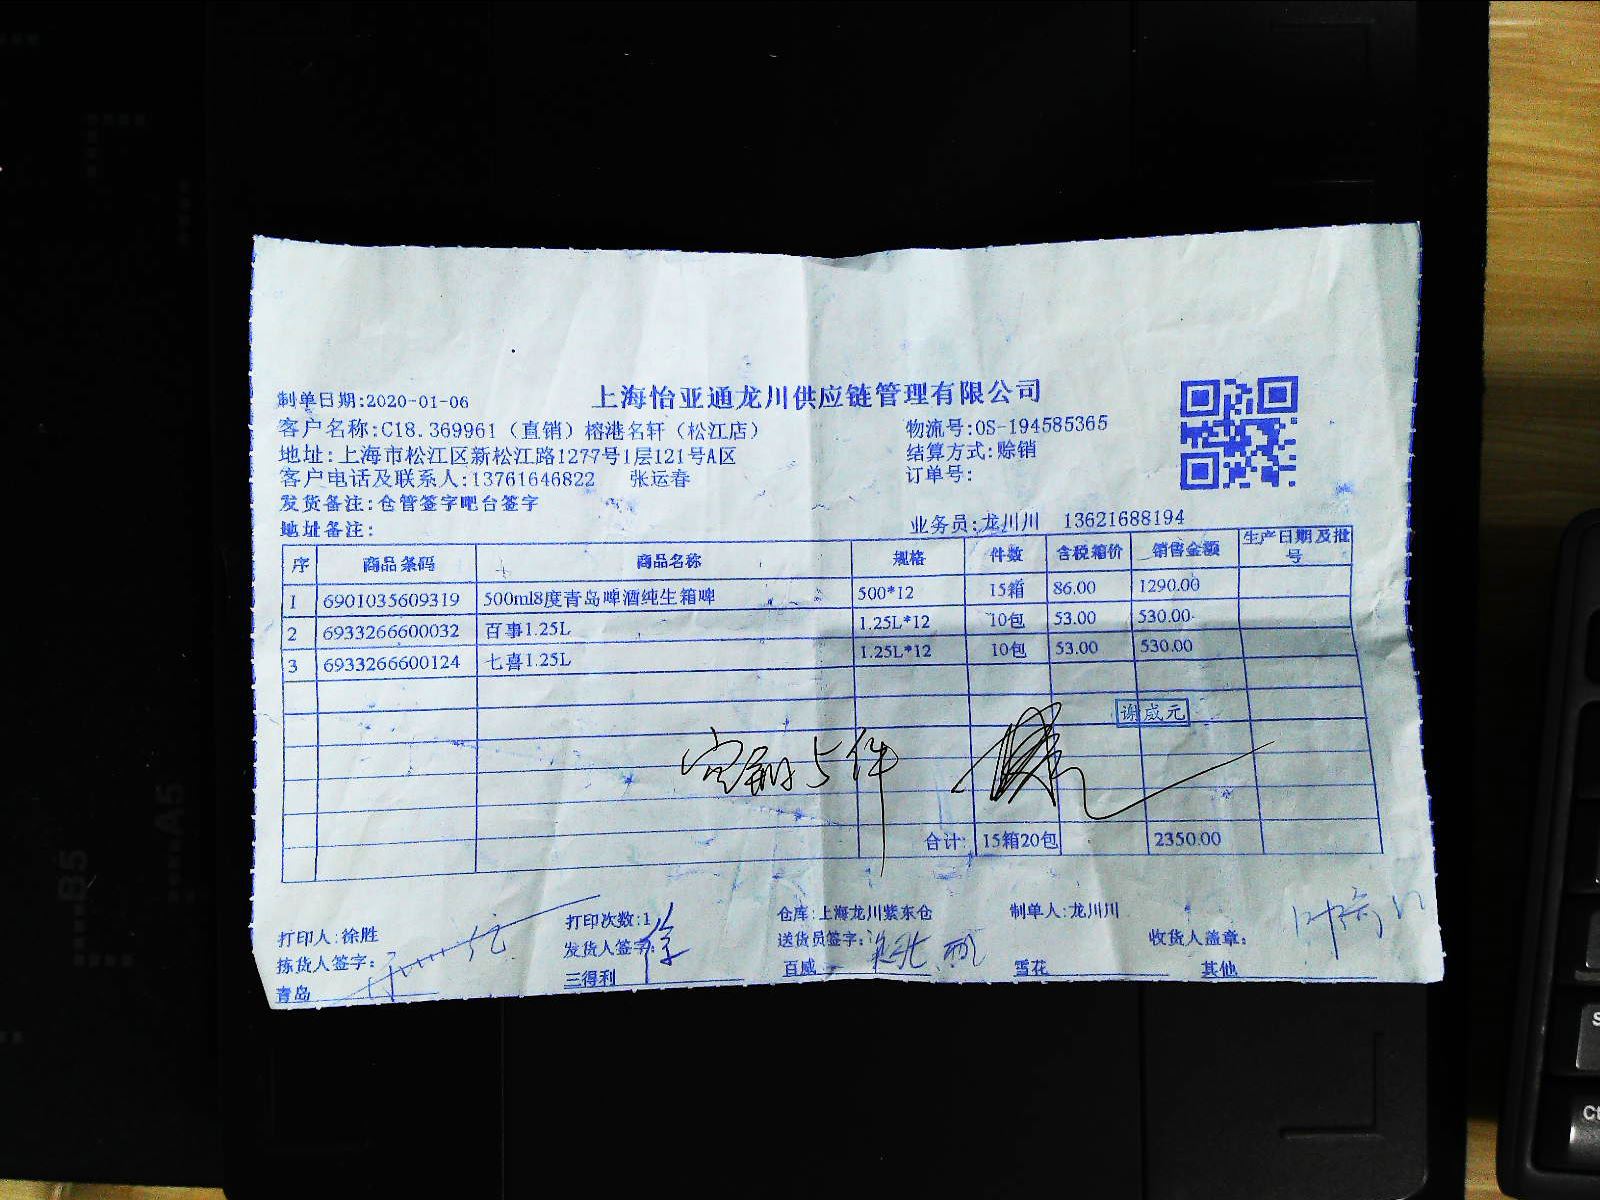 上海怡亚通龙川供应链管理有限公司
制单日期:2020-01-06
客户名称:C18.369961（直销）榕港名轩（松江店）
物流号:OS-194585365
地址:上海市松江区新松江路1277号1层121号A区
结算方式:赊销
客户电话及联系人:13761646822 张运春
订单号:
发货备注:仓管签字吧台签字
地址备注:
业务员:龙川川 13621688194
序 商品条码 商品名称 规格 件数 含税箱价 销售金额 生产日期及批号
1 6901035609319 500ml8度青岛啤酒纯生箱啤 500*12 15箱 86.00 1290.00
2 6933266600032 百事1.25L 1.25L*12 10包 53.00 530.00
3 6933266600124 七喜1.25L 1.25L*12 10包 53.00 530.00
谢咸元
5件
合计: 15箱20包 2350.00
打印人:徐胜
打印次数:1
仓库:上海龙川紫东仓
制单人:龙川川
拣货人签字:
发货人签字:
送货员签字:
收货人盖章:
青岛
三得利
百威
雪花
其他
B5
A5